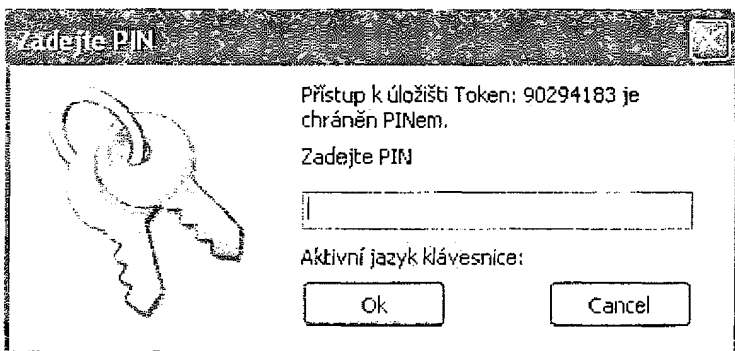 Zadejte PIN
Přístup k úložišti Token: 90294183 je
chráněn PINem.
Zadejte PIN
Aktivní jazyk klávesnice:
Ok
Cancel